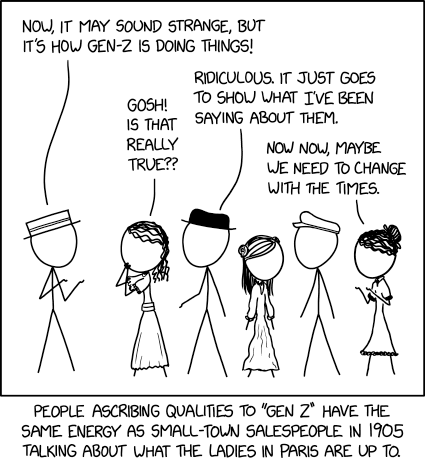 NOW, IT MAY SOUND STRANGE, BUT
IT'S HOW GEN-Z IS DOING THINGS!
GOSH!
IS THAT
REALLY
TRUE??
RIDICULOUS. IT JUST GOES
TO SHOW WHAT I'VE BEEN
SAYING ABOUT THEM.
NOW NOW, MAYBE
WE NEED TO CHANGE
WITH THE TIMES.
PEOPLE ASCRIBING QUALITIES TO "GEN Z" HAVE THE
SAME ENERGY AS SMALL-TOWN SALESPEOPLE IN 1905
TALKING ABOUT WHAT THE LADIES IN PARIS ARE UP TO.